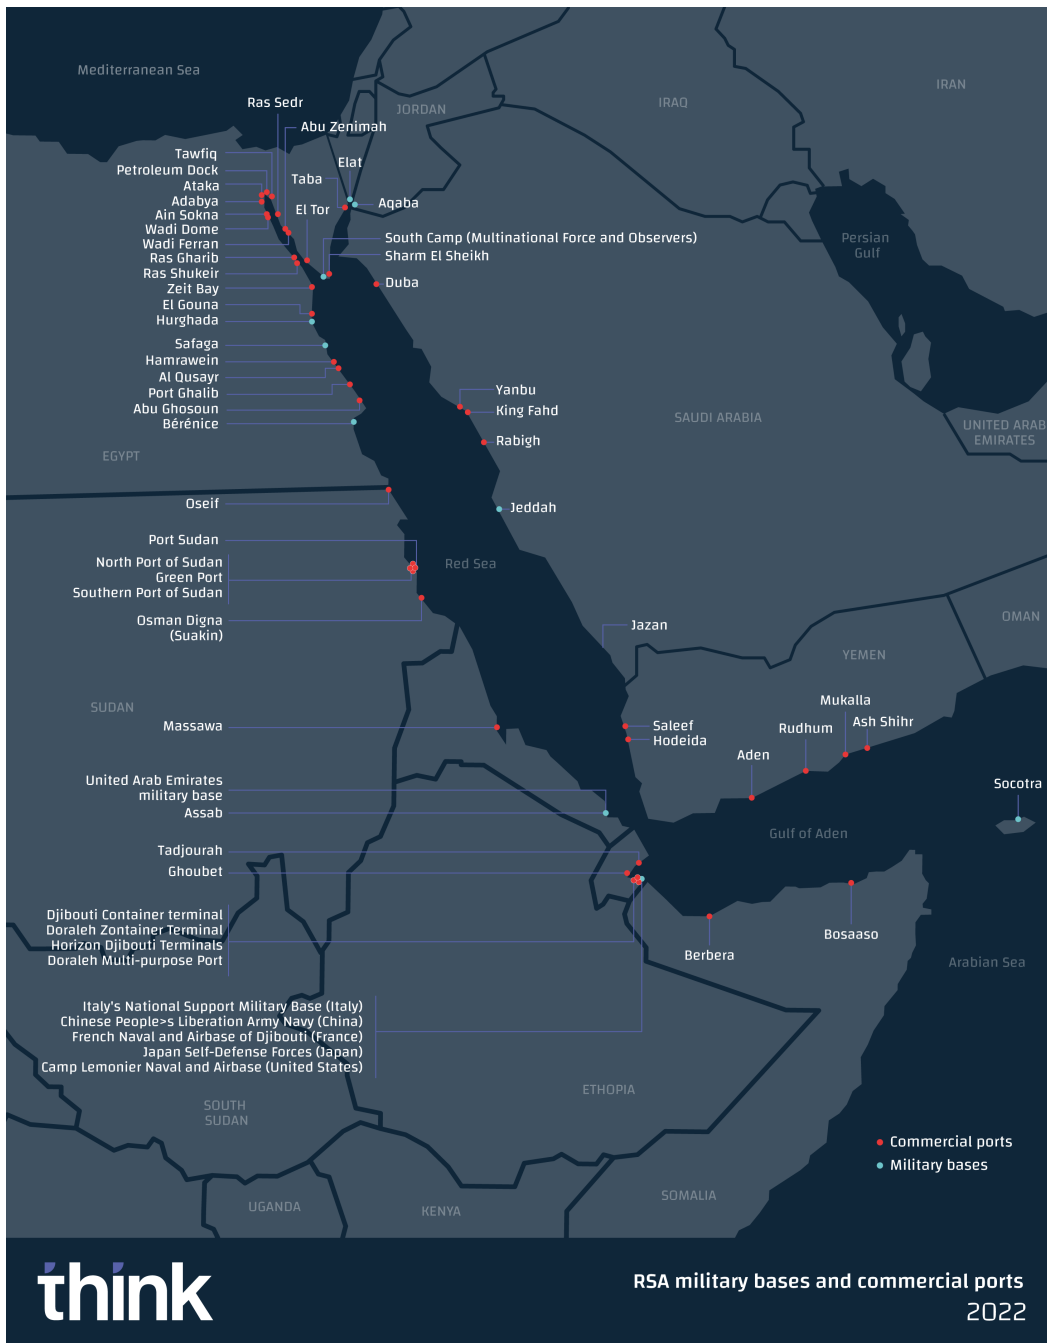 Mediterranean Sea
IRAN
IRAQ
JORDAN
Ras Sedr
Abu Zenimah
Tawfiq
Elat
Petroleum Dock
Taba
Ataka
Adabya
Aqaba
El Tor
Ain Sokna
Wadi Dome
South Camp (Multinational Force and Observers)
Persian
Gulf
Wadi Ferran
Sharm El Sheikh
Ras Gharib
Ras Shukeir
Duba
Zeit Bay
El Gouna
Hurghada
Safaga
Hamrawein
Al Qusayr
Port Ghalib
Yanbu
Abu Ghosoun
King Fahd
SAUDI ARABIA
Bérénice
UNITED ARAB
EMIRATES
Rabigh
EGYPT
Oseif
Jeddah
Port Sudan
North Port of Sudan
Green Port
Southern Port of Sudan
Red Sea
Osman Digna
(Suakin)
Jazan
OMAN
YEMEN
SUDAN
Mukalla
Massawa
Saleef
Hodeida
Rudhum
Ash Shihr
Aden
United Arab Emirates
military base
Socotra
Assab
Gulf of Aden
Tadjourah
Ghoubet
Djibouti Container terminal
Doraleh Zontainer Terminal
Horizon Djibouti Terminals
Doraleh Multi-purpose Port
Bosaaso
Berbera
Arabian Sea
Italy's National Support Military Base (Italy)
Chinese People>s Liberation Army Navy (China)
French Naval and Airbase of Djibouti (France)
Japan Self-Defense Forces (Japan)
Camp Lemonier Naval and Airbase (United States)
ETHIOPIA
SOUTH
SUDAN
Commercial ports
Military bases
SOMALIA
UGANDA
KENYA
think
RSA military bases and commercial ports
2022